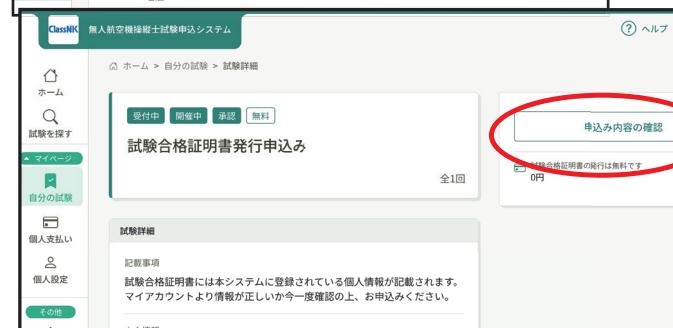 ClassNK 無人航空機操縦士試験申込システム
ヘルプ
ホーム > 自分の試験 > 試験詳細
ホーム
試験を探す
マイページ
自分の試験
個人支払い
個人設定
その他
受付中 開催中 承認 無料
試験合格証明書発行申込み
全1回
申込み内容の確認
試験合格証明書の発行は無料です
0円
試験詳細
記載事項
試験合格証明書には本システムに登録されている個人情報が記載されます。
マイアカウントより情報が正しいか今一度確認の上、お申込みください。